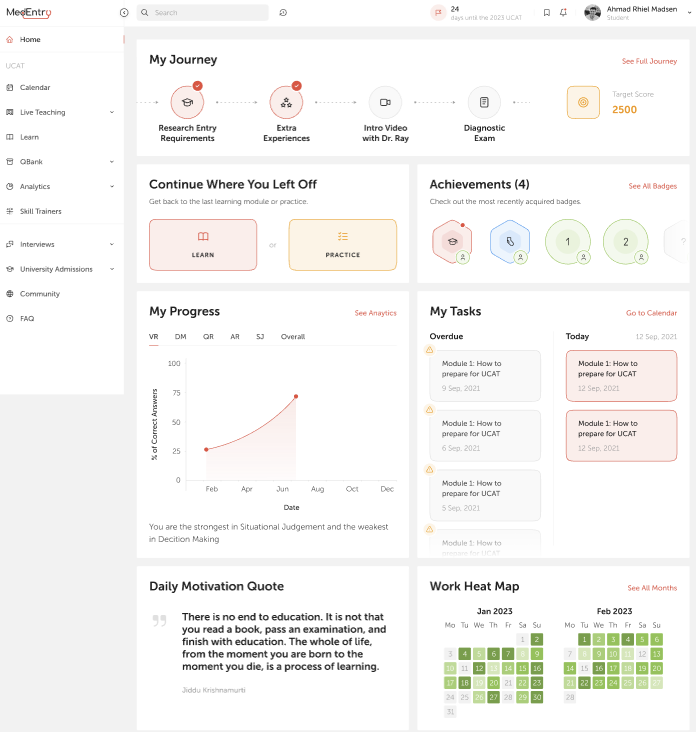 MedEntry
Search
24
days until the 2023 UCAT
Ahmad Rhiel Madsen
Student
Home
UCAT
Calendar
Live Teaching
Learn
QBank
Analytics
Skill Trainers
Interviews
University Admissions
Community
FAQ
My Journey
See Full Journey
Research Entry
Requirements
Extra
Experiences
Intro Video
with Dr. Ray
Diagnostic
Exam
Target Score
2500
Continue Where You Left Off
Get back to the last learning module or practice.
LEARN
or
PRACTICE
Achievements (4)
See All Badges
Check out the most recently acquired badges.
1
2
?
My Progress
See Anaytics
VR DM QR AR SJ Overall
100
75
50
25
0
% of Correct Answers
Feb Apr Jun Aug Oct Dec
Date
You are the strongest in Situational Judgement and the weakest
in Decition Making
My Tasks
Go to Calendar
Overdue
Module 1: How to
prepare for UCAT
9 Sep, 2021
Module 1: How to
prepare for UCAT
6 Sep, 2021
Module 1: How to
prepare for UCAT
5 Sep, 2021
Module 1: How to
prepare for UCAT
Today
12 Sep, 2021
Module 1: How to
prepare for UCAT
12 Sep, 2021
Module 1: How to
prepare for UCAT
12 Sep, 2021
Daily Motivation Quote
There is no end to education. It is not that
you read a book, pass an examination, and
finish with education. The whole of life,
from the moment you are born to the
moment you die, is a process of learning.
Jiddu Krishnamurti
Work Heat Map
See All Months
Jan 2023
Mo Tu We Th Fr Sa Su
1 2
3 4 5 6 7 8 9
10 11 12 13 14 15 16
17 18 19 20 21 22 23
24 25 26 27 28 29 30
31
Feb 2023
Mo Tu We Th Fr Sa Su
1 2 3 4 5 6
7 8 9 10 11 12 13
14 15 16 17 18 19 20
21 22 23 24 25 26 27
28